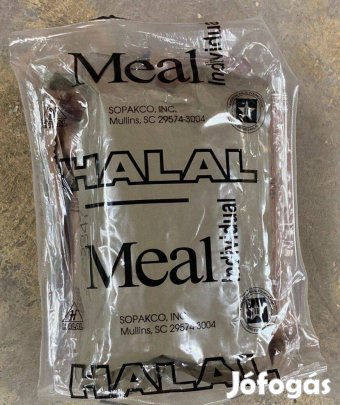 Meal, Individual
SOPAKCO, INC.
Mullins, SC 29574-3004
HALAL
Meal, Individual
SOPAKCO, INC.
Mullins, SC 29574-3004
HALAL
Jófogás